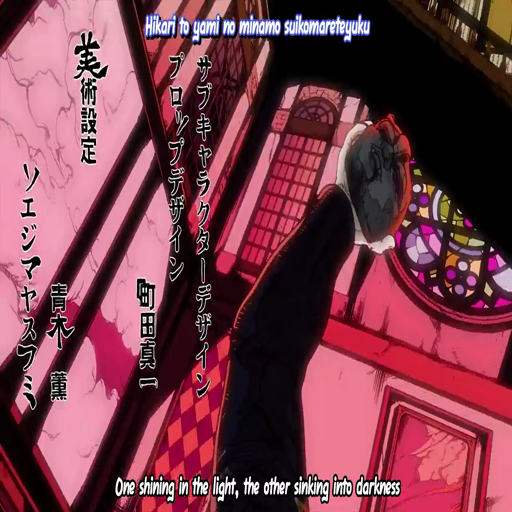 Hikari to yami no minamo suikomareteyuku
サブキャラクターデザイン
プロップデザイン
町田真一
美術設定
青木 薫
ソエジマヤスフミ
One shining in the light, the other sinking into darkness